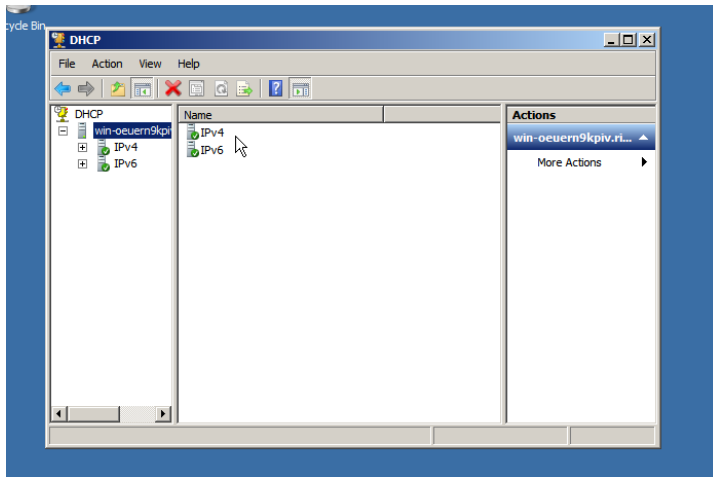 cycle Bin
DHCP
File Action View Help
DHCP
win-oeuern9kpi
IPv4
IPv6
Name
IPv4
IPv6
Actions
win-oeuern9kpiv.ri...
More Actions